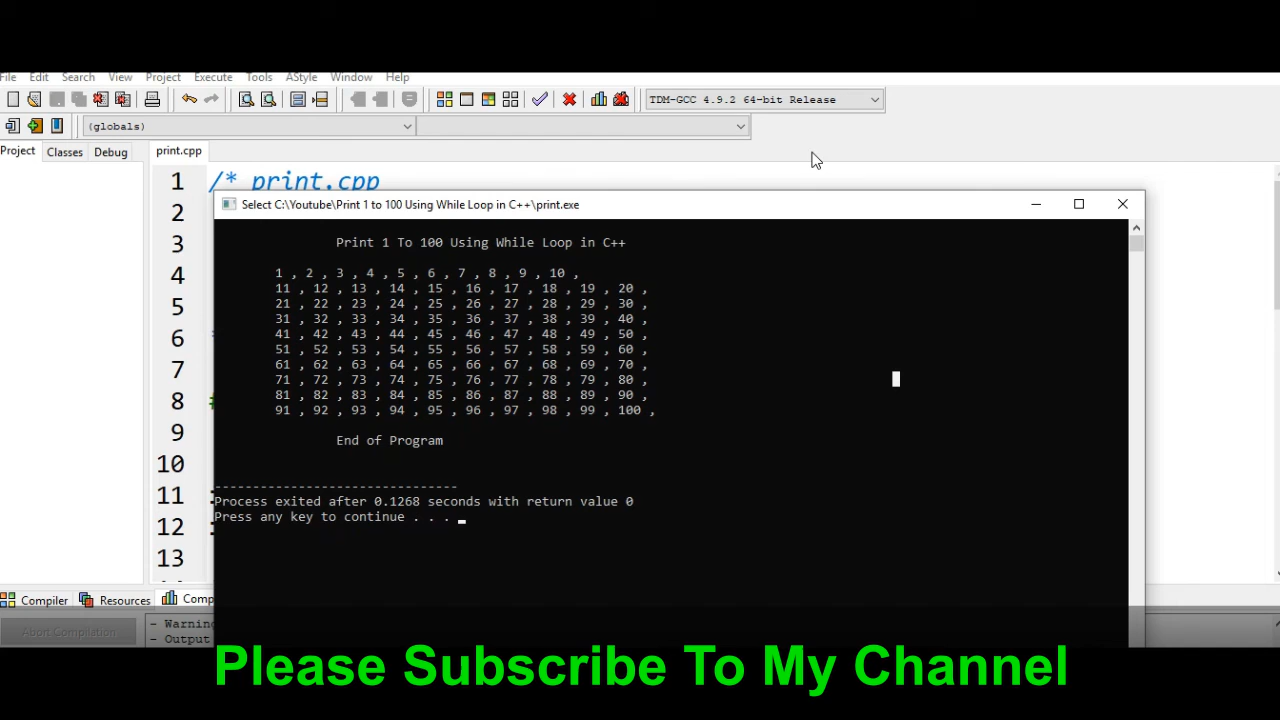 File Edit Search View Project Execute Tools AStyle Window Help
TDM-GCC 4.9.2 64-bit Release
(globals)
Project Classes Debug print.cpp
1 /* print.cpp
2
3
4
5
6 *
7
8 #
9
10
11
12
13
Select C:\Youtube\Print 1 to 100 Using While Loop in C++\print.exe
Print 1 To 100 Using While Loop in C++
1 , 2 , 3 , 4 , 5 , 6 , 7 , 8 , 9 , 10 ,
11 , 12 , 13 , 14 , 15 , 16 , 17 , 18 , 19 , 20 ,
21 , 22 , 23 , 24 , 25 , 26 , 27 , 28 , 29 , 30 ,
31 , 32 , 33 , 34 , 35 , 36 , 37 , 38 , 39 , 40 ,
41 , 42 , 43 , 44 , 45 , 46 , 47 , 48 , 49 , 50 ,
51 , 52 , 53 , 54 , 55 , 56 , 57 , 58 , 59 , 60 ,
61 , 62 , 63 , 64 , 65 , 66 , 67 , 68 , 69 , 70 ,
71 , 72 , 73 , 74 , 75 , 76 , 77 , 78 , 79 , 80 ,
81 , 82 , 83 , 84 , 85 , 86 , 87 , 88 , 89 , 90 ,
91 , 92 , 93 , 94 , 95 , 96 , 97 , 98 , 99 , 100 ,
End of Program
--------------------------------
Process exited after 0.1268 seconds with return value 0
Press any key to continue . . .
Compiler Resources Comp
Abort Compilation
- Warning
- Output
Please Subscribe To My Channel